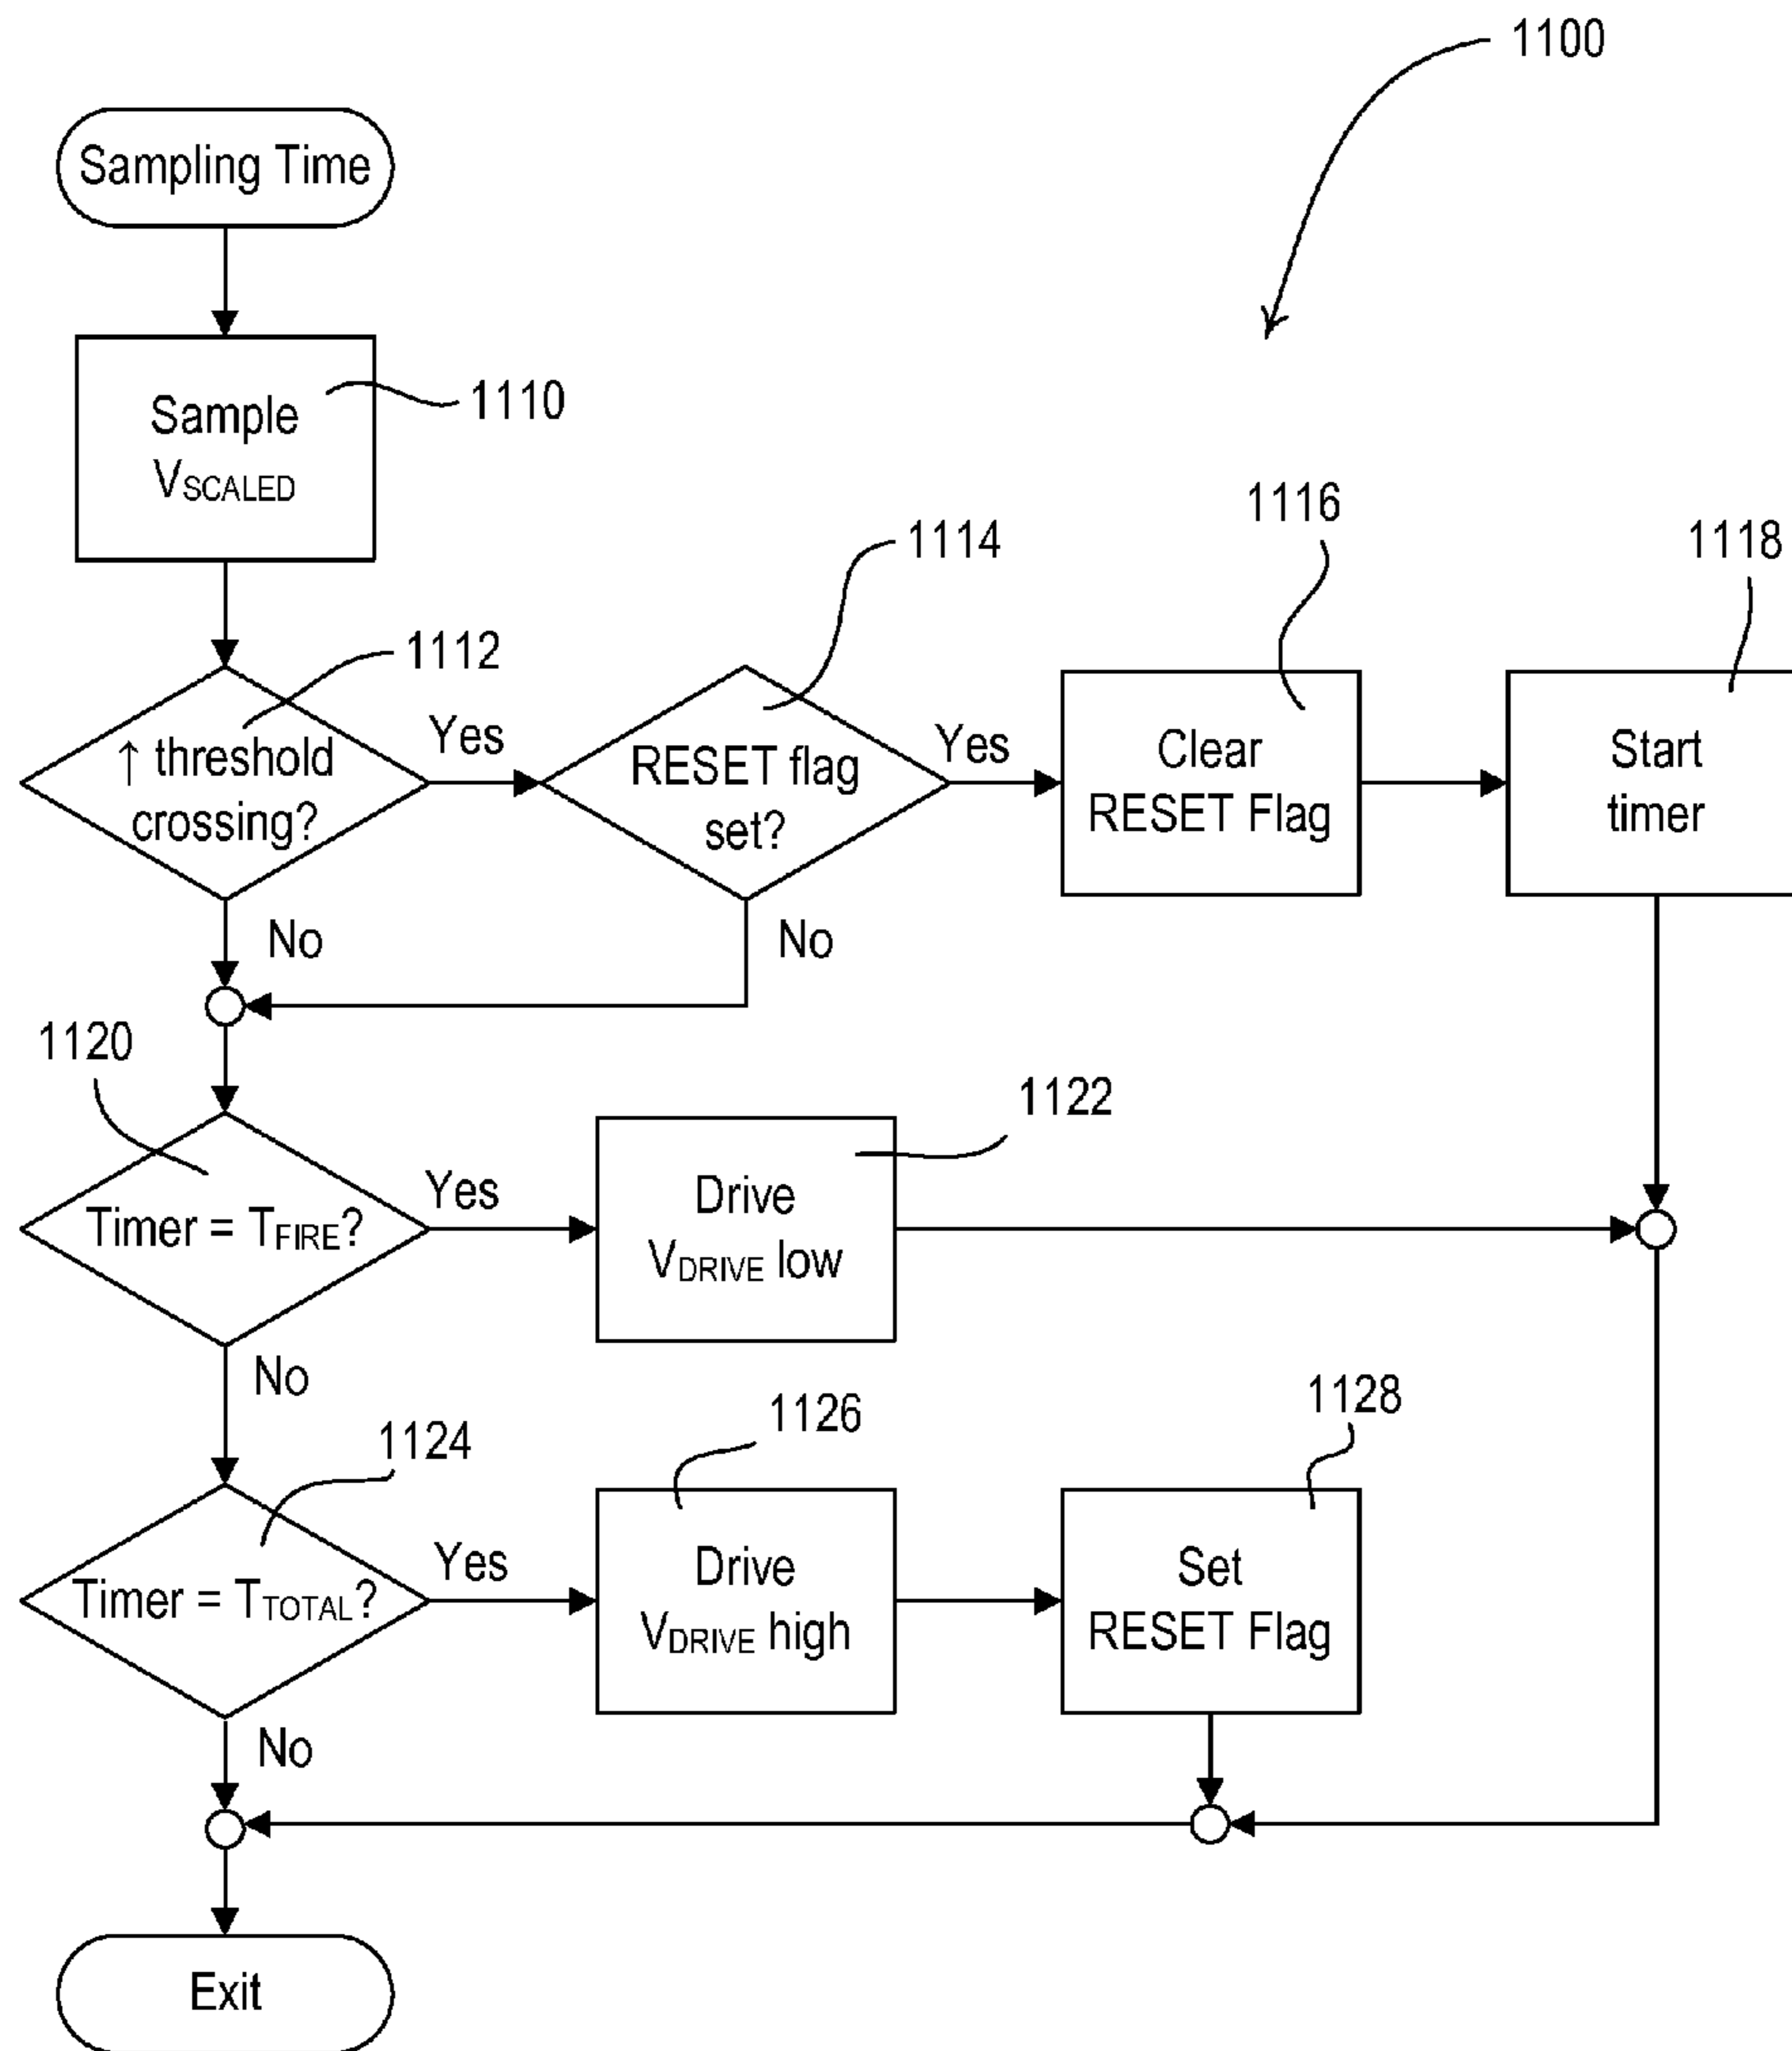 1100
Sampling Time
Sample
VSCALED
1110
1112
↑ threshold
crossing?
Yes
No
1114
RESET flag
set?
Yes
No
1116
Clear
RESET Flag
1118
Start
timer
1120
Timer = TFIRE?
Yes
No
1122
Drive
VDRIVE low
1124
Timer = TTOTAL?
Yes
No
1126
Drive
VDRIVE high
1128
Set
RESET Flag
Exit